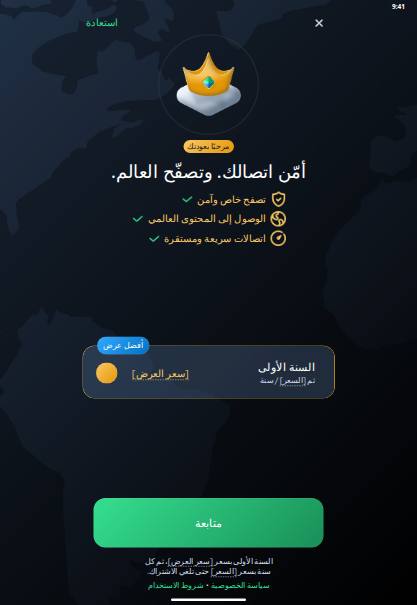 9:41
استعادة
مرحبًا بعودتك
أمّن اتصالك. وتصفّح العالم.
تصفح خاص وآمن
الوصول إلى المحتوى العالمي
اتصالات سريعة ومستقرة
أفضل عرض
السنة الأولى
[سعر العرض]
ثم [السعر] / سنة
متابعة
السنة الأولى بسعر [سعر العرض]، ثم كل
سنة بسعر [السعر] حتى تلغي الاشتراك.
سياسة الخصوصية • شروط الاستخدام